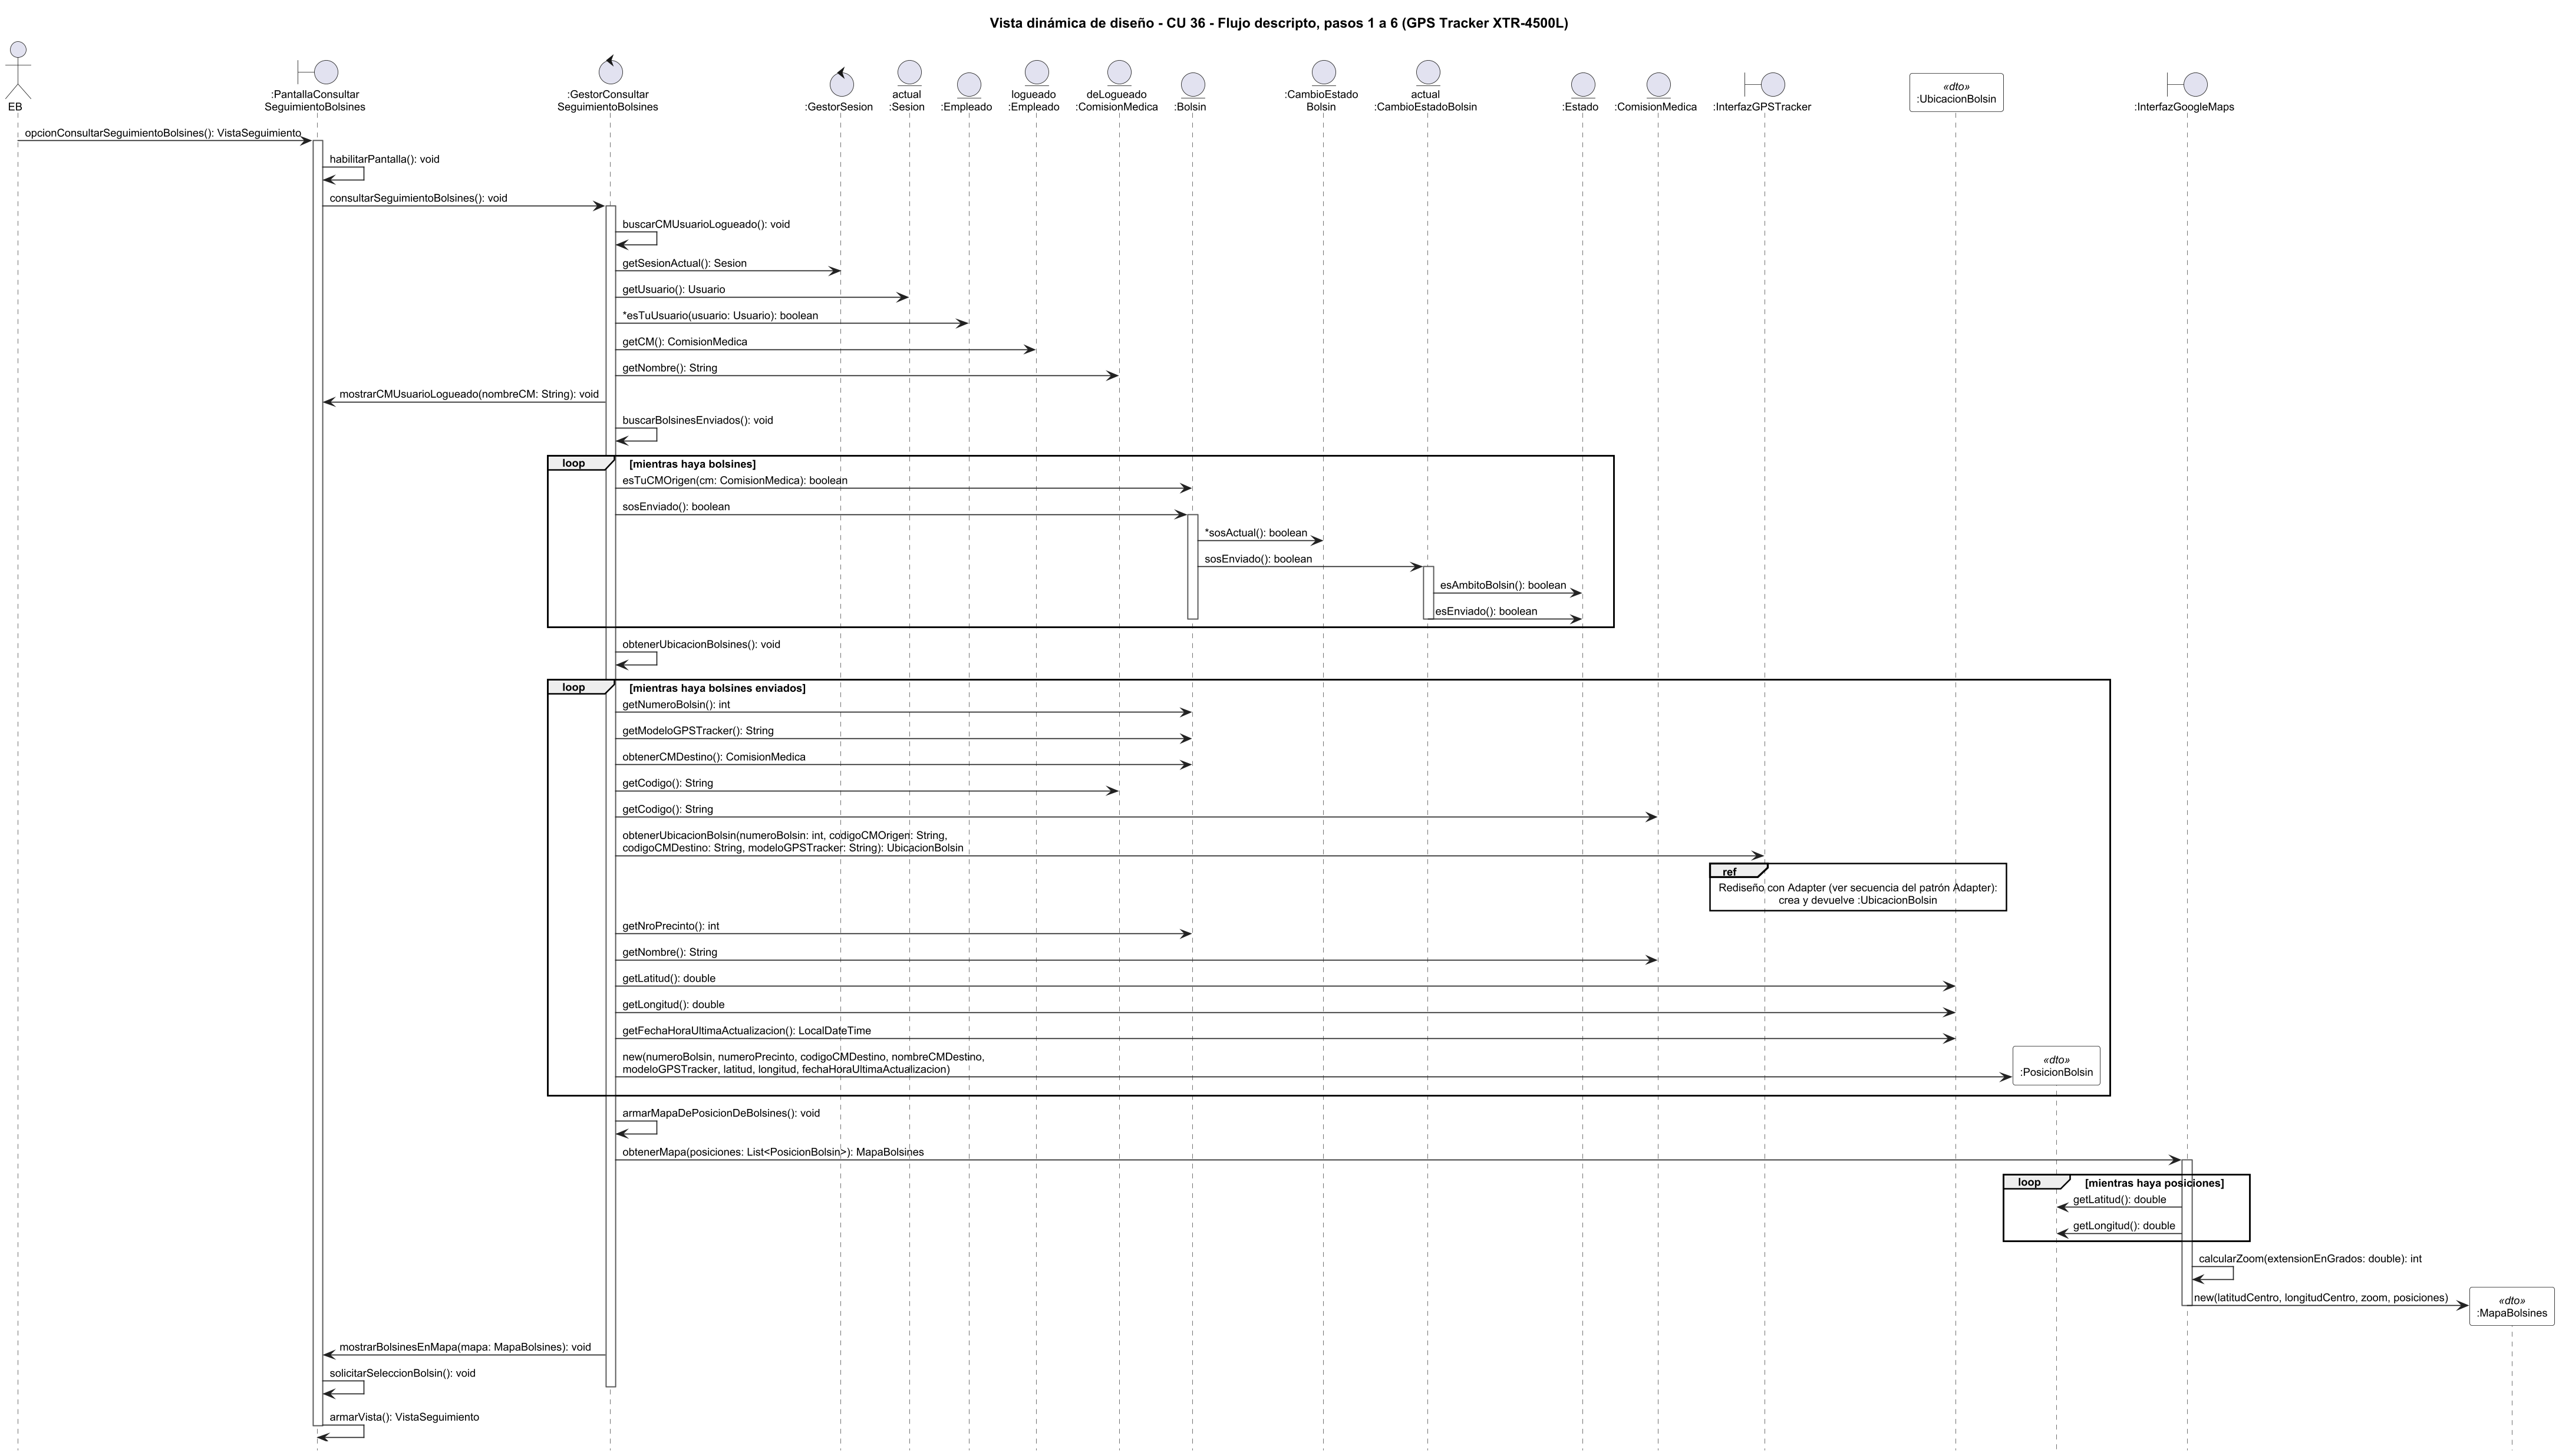 Vista dinámica de diseño - CU 36 - Flujo descripto, pasos 1 a 6 (GPS Tracker XTR-4500L)
EB
:PantallaConsultar
SeguimientoBolsines
:GestorConsultar
SeguimientoBolsines
:GestorSesion
actual
:Sesion
:Empleado
logueado
:Empleado
deLogueado
:ComisionMedica
:Bolsin
:CambioEstado
Bolsin
actual
:CambioEstadoBolsin
:Estado
:ComisionMedica
:InterfazGPSTracker
«dto»
:UbicacionBolsin
:InterfazGoogleMaps
opcionConsultarSeguimientoBolsines(): VistaSeguimiento
habilitarPantalla(): void
consultarSeguimientoBolsines(): void
buscarCMUsuarioLogueado(): void
getSesionActual(): Sesion
getUsuario(): Usuario
*esTuUsuario(usuario: Usuario): boolean
getCM(): ComisionMedica
getNombre(): String
mostrarCMUsuarioLogueado(nombreCM: String): void
buscarBolsinesEnviados(): void
loop [mientras haya bolsines]
esTuCMOrigen(cm: ComisionMedica): boolean
sosEnviado(): boolean
*sosActual(): boolean
sosEnviado(): boolean
esAmbitoBolsin(): boolean
esEnviado(): boolean
obtenerUbicacionBolsines(): void
loop [mientras haya bolsines enviados]
getNumeroBolsin(): int
getModeloGPSTracker(): String
obtenerCMDestino(): ComisionMedica
getCodigo(): String
getCodigo(): String
obtenerUbicacionBolsin(numeroBolsin: int, codigoCMOrigen: String,
codigoCMDestino: String, modeloGPSTracker: String): UbicacionBolsin
ref
Rediseño con Adapter (ver secuencia del patrón Adapter):
crea y devuelve :UbicacionBolsin
getNroPrecinto(): int
getNombre(): String
getLatitud(): double
getLongitud(): double
getFechaHoraUltimaActualizacion(): LocalDateTime
new(numeroBolsin, numeroPrecinto, codigoCMDestino, nombreCMDestino,
modeloGPSTracker, latitud, longitud, fechaHoraUltimaActualizacion)
«dto»
:PosicionBolsin
armarMapaDePosicionDeBolsines(): void
obtenerMapa(posiciones: List<PosicionBolsin>): MapaBolsines
loop [mientras haya posiciones]
getLatitud(): double
getLongitud(): double
calcularZoom(extensionEnGrados: double): int
new(latitudCentro, longitudCentro, zoom, posiciones)
«dto»
:MapaBolsines
mostrarBolsinesEnMapa(mapa: MapaBolsines): void
solicitarSeleccionBolsin(): void
armarVista(): VistaSeguimiento